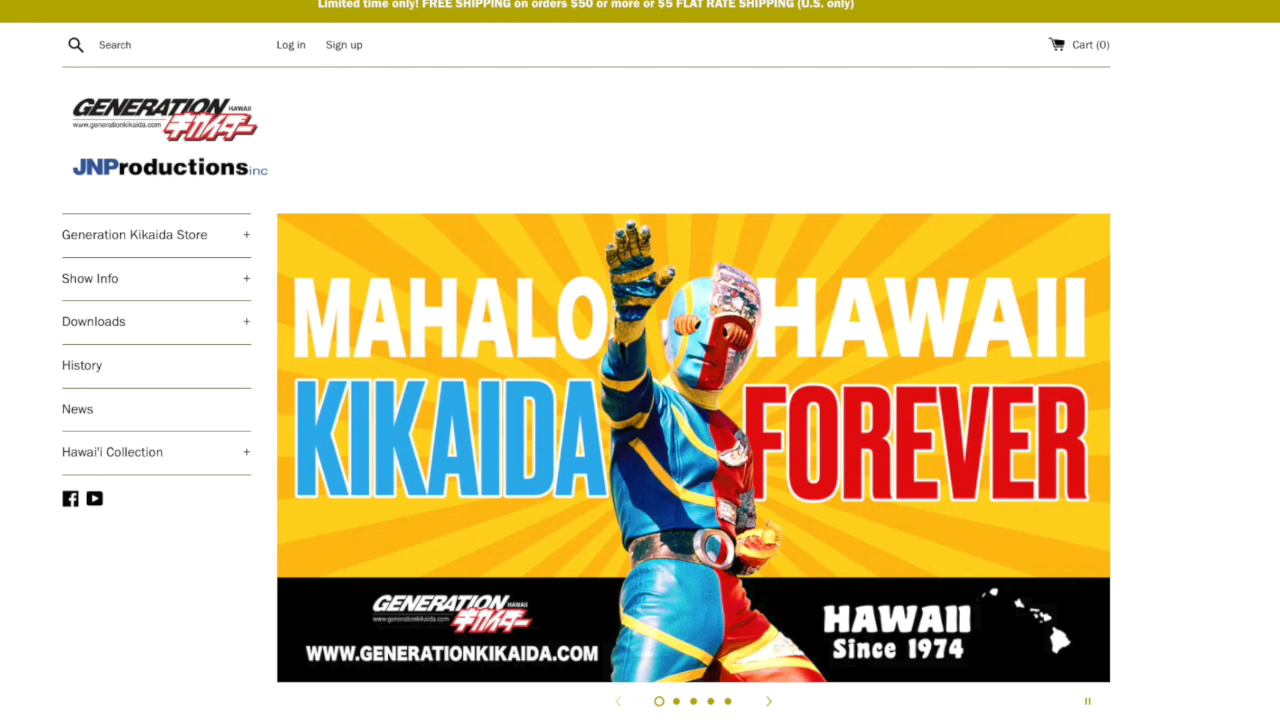 Limited time only! FREE SHIPPING on orders $50 or more or $5 FLAT RATE SHIPPING (U.S. only)
Search
Log in
Sign up
Cart (0)
GENERATION HAWAII
www.generationkikaida.com
キカイダー
JNProductionsinc
Generation Kikaida Store +
Show Info +
Downloads +
History
News
Hawai'i Collection +
MAHALO HAWAII
KIKAIDA FOREVER
GENERATION HAWAII
www.generationkikaida.com
キカイダー
WWW.GENERATIONKIKAIDA.COM
HAWAII
Since 1974